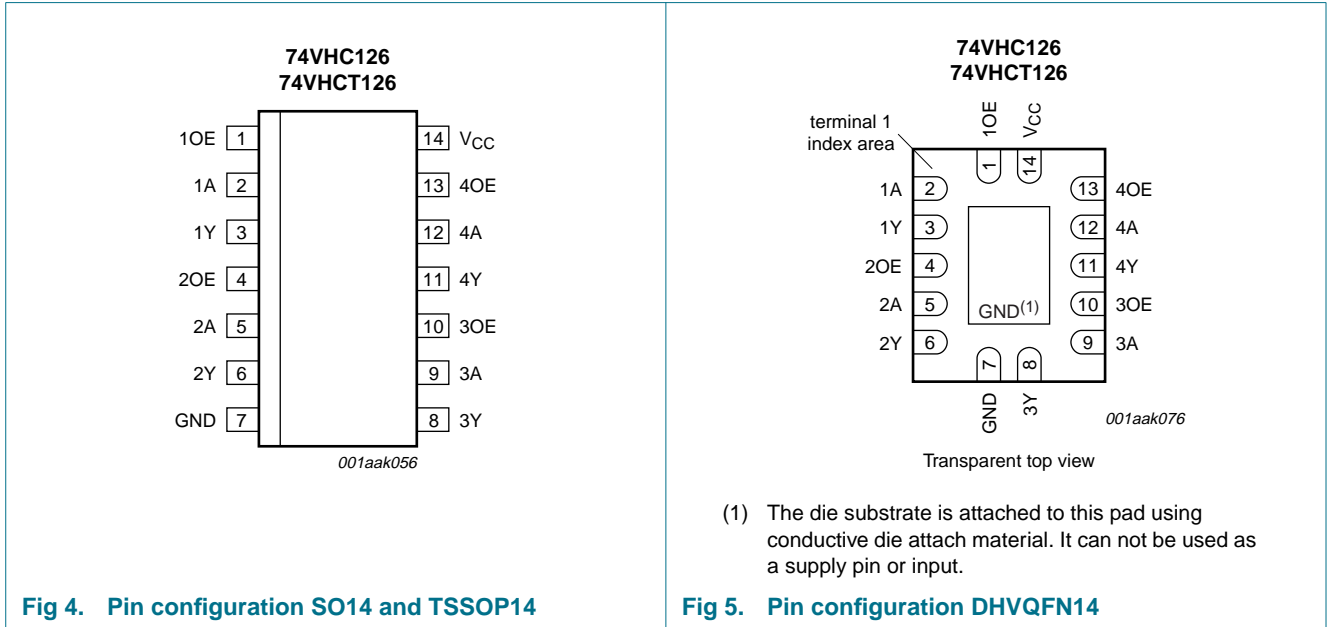 74VHC126
74VHCT126
1OE 1
14 VCC
1A 2
13 4OE
1Y 3
12 4A
2OE 4
11 4Y
2A 5
10 3OE
2Y 6
9 3A
GND 7
8 3Y
001aak056
Fig 4. Pin configuration SO14 and TSSOP14
74VHC126
74VHCT126
terminal 1
index area
1OE
VCC
1
14
1A 2
13 4OE
1Y 3
12 4A
2OE 4
11 4Y
2A 5
GND(1)
10 3OE
2Y 6
9 3A
7
8
GND
3Y
001aak076
Transparent top view
(1) The die substrate is attached to this pad using
conductive die attach material. It can not be used as
a supply pin or input.
Fig 5. Pin configuration DHVQFN14